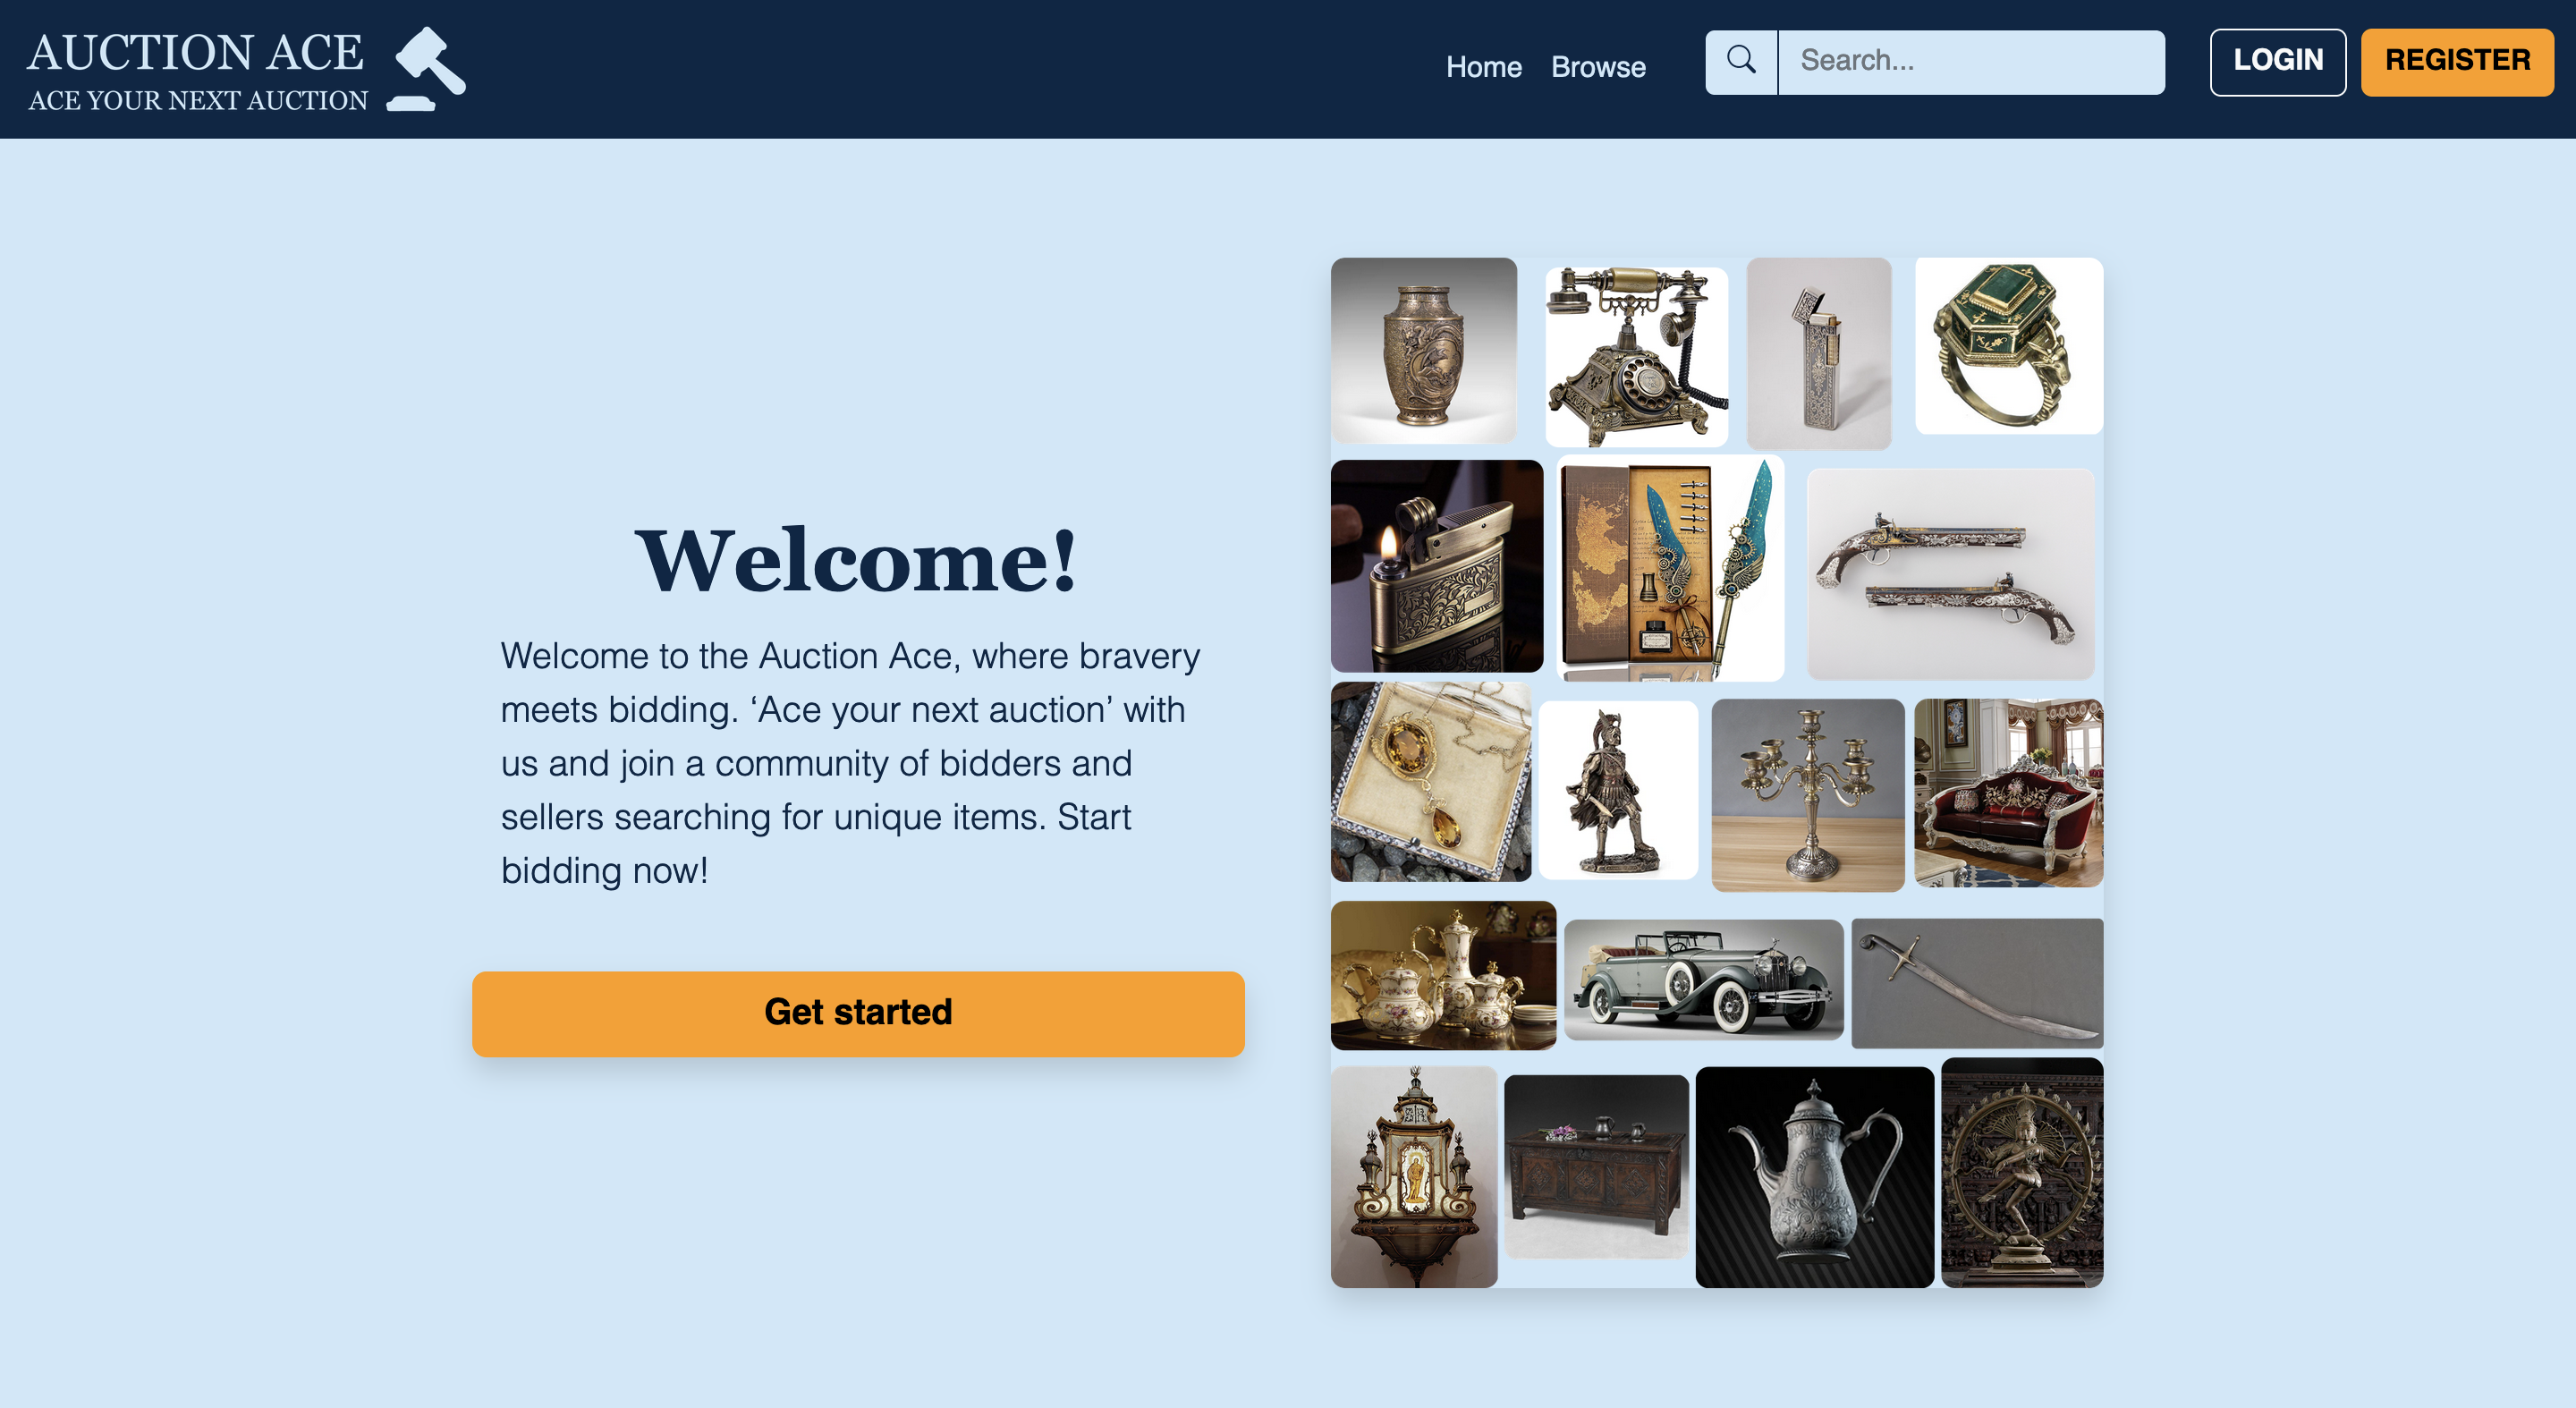 AUCTION ACE
ACE YOUR NEXT AUCTION
Home Browse Search... LOGIN REGISTER
Welcome!
Welcome to the Auction Ace, where bravery
meets bidding. ‘Ace your next auction’ with
us and join a community of bidders and
sellers searching for unique items. Start
bidding now!
Get started